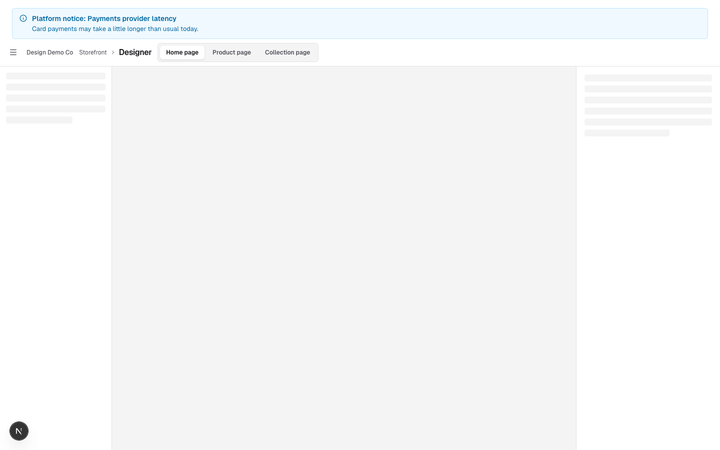 Platform notice: Payments provider latency
Card payments may take a little longer than usual today.
Design Demo Co Storefront › Designer Home page Product page Collection page
N